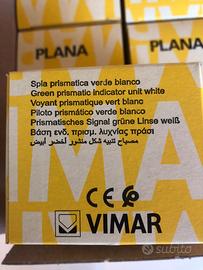 PLANA
PLANA
Spia prismatica verde bianco
Green prismatic indicator unit white
Voyant prismatique vert blanc
Piloto prismático verde blanco
Prismatisches Signal grüne Linse weiß
Βάση ενδ. πρισμ. λυχνίας πράσι
مصباح تنبيه شكل منشور أخضر أبيض
CE
VIMAR
subito